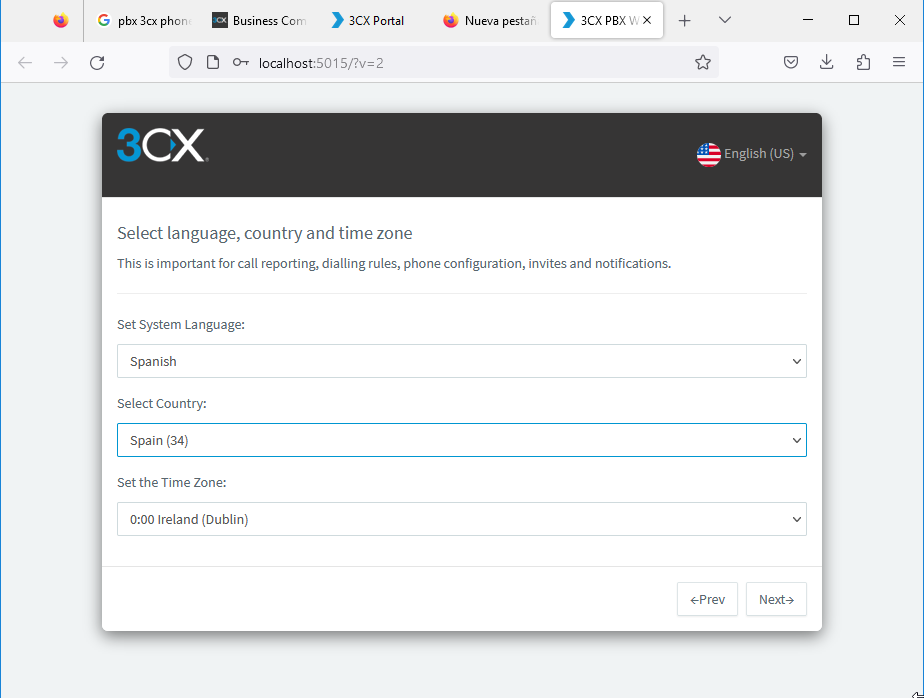 pbx 3cx phone
3CX
Business Com
3CX Portal
Nueva pestañ
3CX PBX W
localhost:5015/?v=2
3CX
English (US)
Select language, country and time zone
This is important for call reporting, dialling rules, phone configuration, invites and notifications.
Set System Language:
Spanish
Select Country:
Spain (34)
Set the Time Zone:
0:00 Ireland (Dublin)
←Prev
Next→